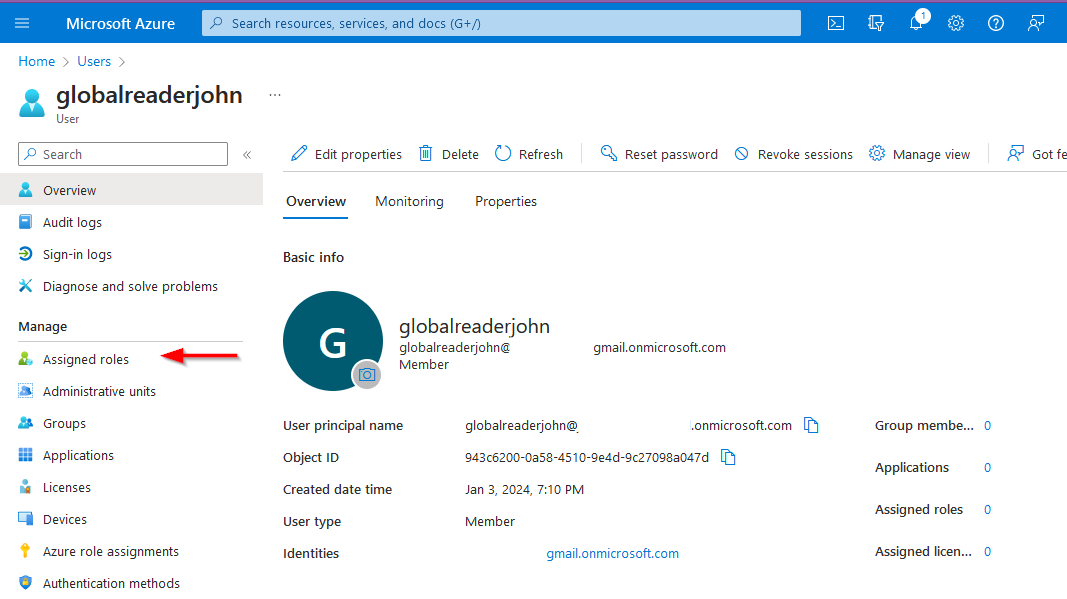 Microsoft Azure
Search resources, services, and docs (G+/)
1
Home
Users
globalreaderjohn
...
User
Search
«
Overview
Audit logs
Sign-in logs
Diagnose and solve problems
Manage
Assigned roles
Administrative units
Groups
Applications
Licenses
Devices
Azure role assignments
Authentication methods
Edit properties
Delete
Refresh
Reset password
Revoke sessions
Manage view
Got fe
Overview
Monitoring
Properties
Basic info
G
globalreaderjohn
globalreaderjohn@ gmail.onmicrosoft.com
Member
User principal name globalreaderjohn@ .onmicrosoft.com
Object ID 943c6200-0a58-4510-9e4d-9c27098a047d
Created date time Jan 3, 2024, 7:10 PM
User type Member
Identities gmail.onmicrosoft.com
Group membe... 0
Applications 0
Assigned roles 0
Assigned licen... 0